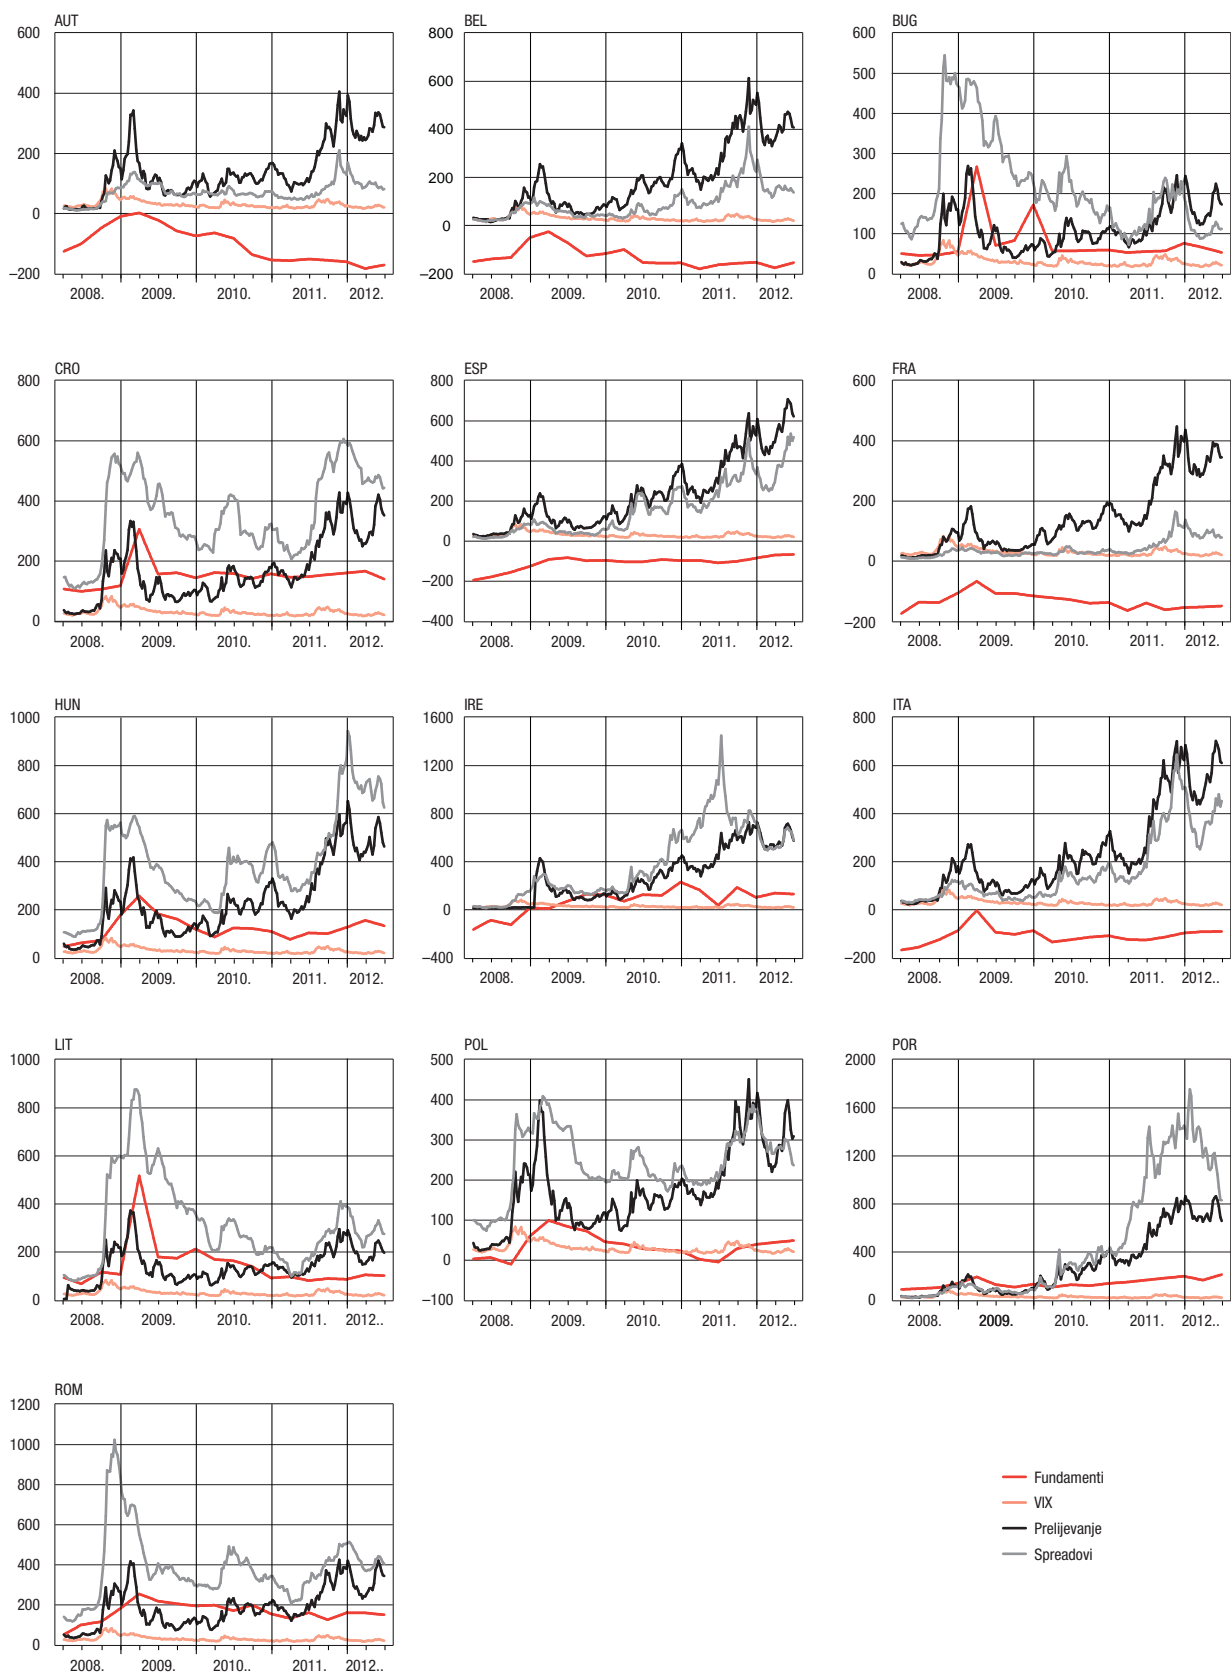 AUT
600
400
200
0
–200
2008. 2009. 2010. 2011. 2012.
BEL
800
600
400
200
0
–200
2008. 2009. 2010. 2011. 2012.
BUG
600
500
400
300
200
100
0
2008. 2009. 2010. 2011. 2012.
CRO
800
600
400
200
0
2008. 2009. 2010. 2011. 2012.
ESP
800
600
400
200
0
–200
–400
2008. 2009. 2010. 2011. 2012.
FRA
600
400
200
0
–200
2008. 2009. 2010. 2011. 2012.
HUN
1000
800
600
400
200
0
2008. 2009. 2010. 2011. 2012.
IRE
1600
1200
800
400
0
–400
2008. 2009. 2010. 2011. 2012.
ITA
800
600
400
200
0
–200
2008. 2009. 2010. 2011. 2012..
LIT
1000
800
600
400
200
0
2008. 2009. 2010. 2011. 2012.
POL
500
400
300
200
100
0
–100
2008. 2009. 2010. 2011. 2012..
POR
2000
1600
1200
800
400
0
2008. 2009. 2010. 2011. 2012..
ROM
1200
1000
800
600
400
200
0
2008. 2009. 2010.. 2011. 2012..
Fundamenti
VIX
Prelijevanje
Spreadovi